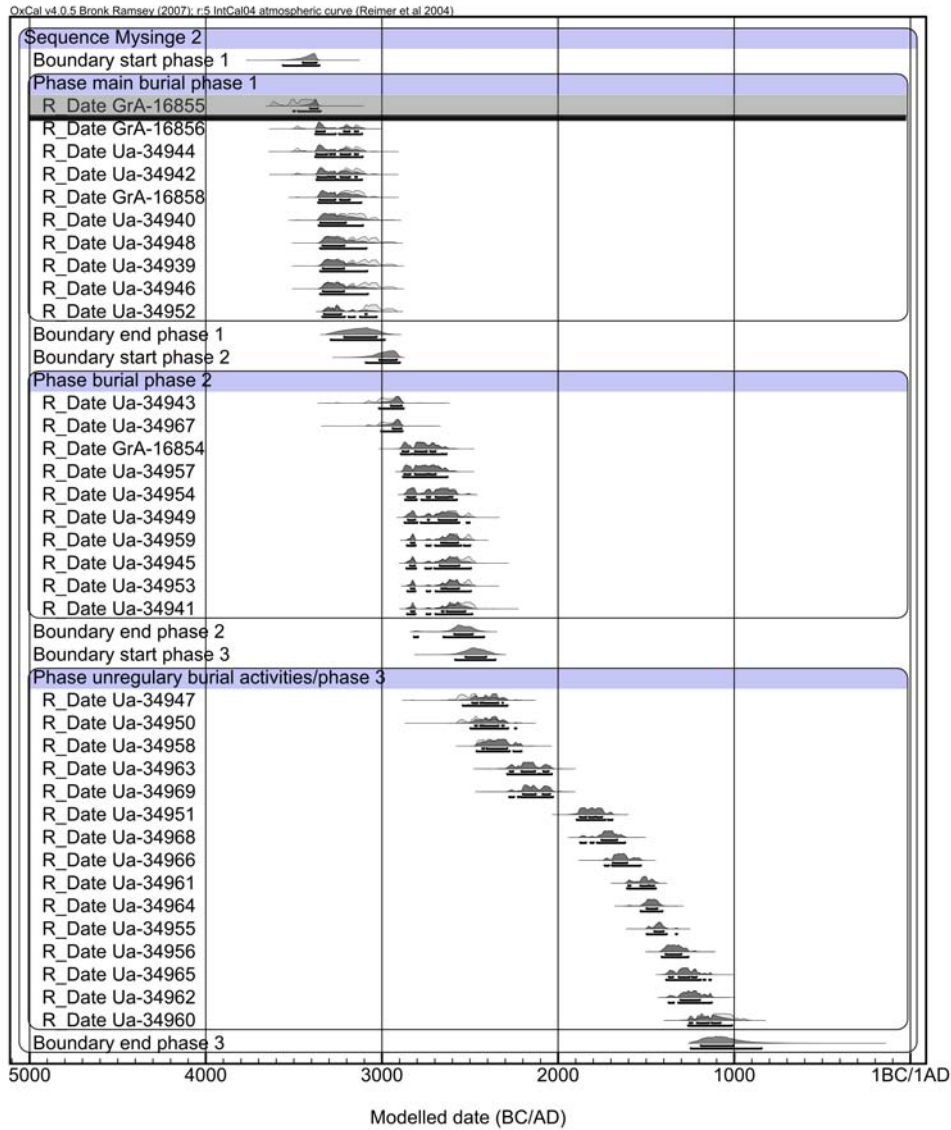 OxCal v4.0.5 Bronk Ramsey (2007); r:5 IntCal04 atmospheric curve (Reimer et al 2004)
Sequence Mysinge 2
Boundary start phase 1
Phase main burial phase 1
R_Date GrA-16855
R_Date GrA-16856
R_Date Ua-34944
R_Date Ua-34942
R_Date GrA-16858
R_Date Ua-34940
R_Date Ua-34948
R_Date Ua-34939
R_Date Ua-34946
R_Date Ua-34952
Boundary end phase 1
Boundary start phase 2
Phase burial phase 2
R_Date Ua-34943
R_Date Ua-34967
R_Date GrA-16854
R_Date Ua-34957
R_Date Ua-34954
R_Date Ua-34949
R_Date Ua-34959
R_Date Ua-34945
R_Date Ua-34953
R_Date Ua-34941
Boundary end phase 2
Boundary start phase 3
Phase unregulary burial activities/phase 3
R_Date Ua-34947
R_Date Ua-34950
R_Date Ua-34958
R_Date Ua-34963
R_Date Ua-34969
R_Date Ua-34951
R_Date Ua-34968
R_Date Ua-34966
R_Date Ua-34961
R_Date Ua-34964
R_Date Ua-34955
R_Date Ua-34956
R_Date Ua-34965
R_Date Ua-34962
R_Date Ua-34960
Boundary end phase 3
5000 4000 3000 2000 1000 1BC/1AD
Modelled date (BC/AD)